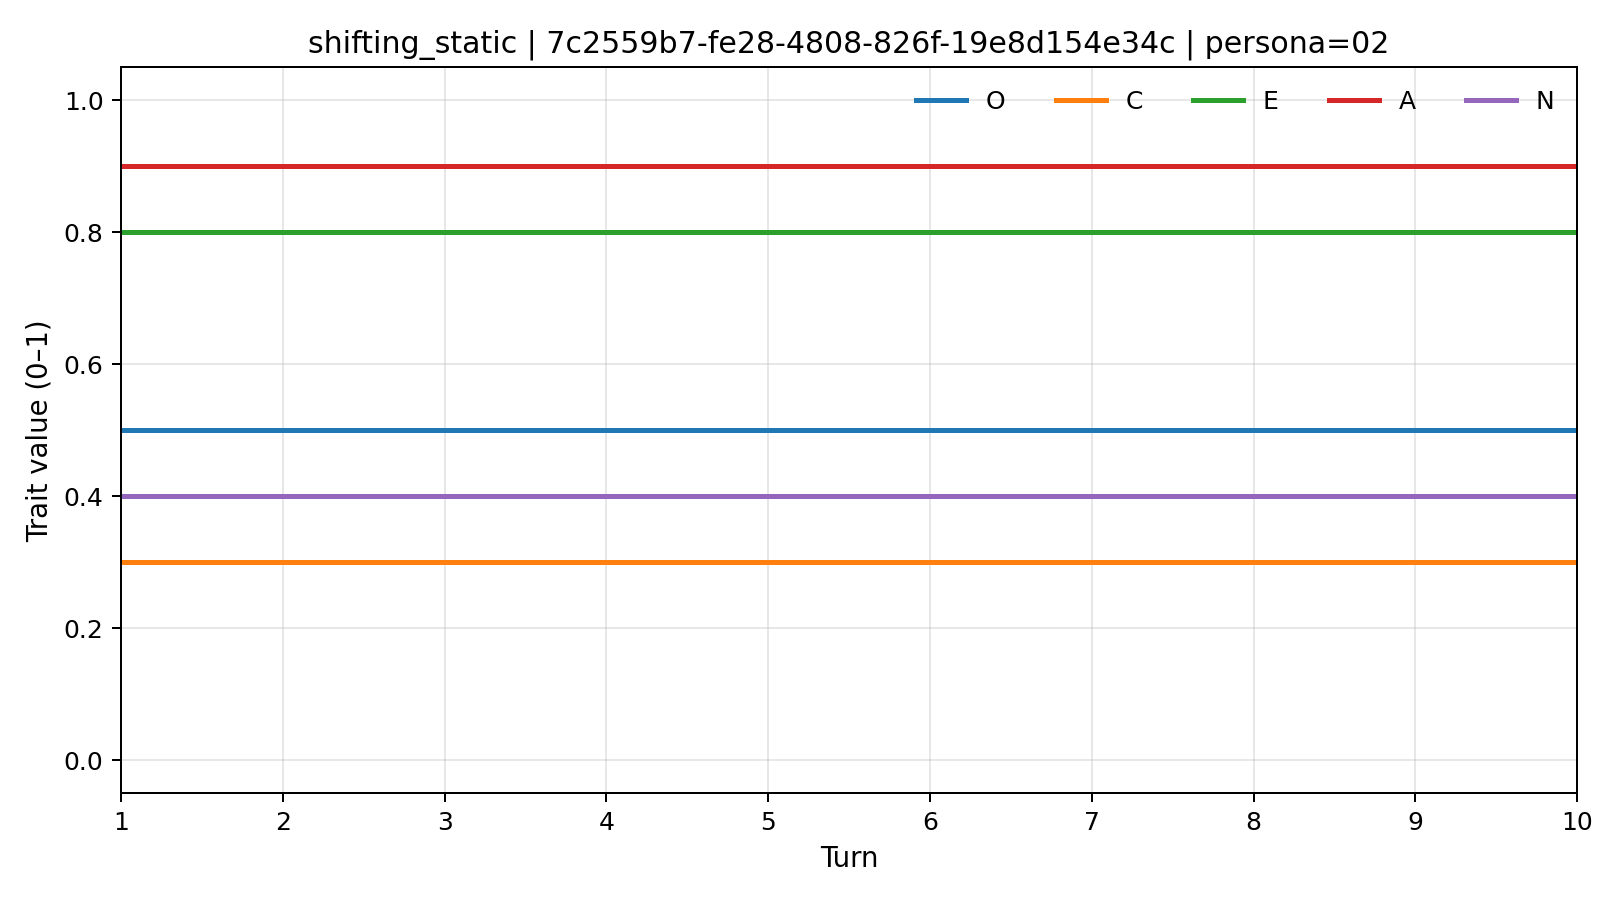 shifting_static | 7c2559b7-fe28-4808-826f-19e8d154e34c | persona=02
O C E A N
1.0
0.8
0.6
0.4
0.2
0.0
Trait value (0–1)
1 2 3 4 5 6 7 8 9 10
Turn